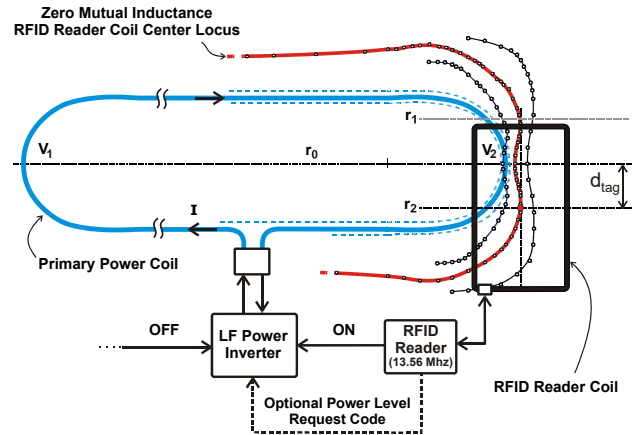 Zero Mutual Inductance
RFID Reader Coil Center Locus
r1
V1
r0
V2
dtag
r2
I
Primary Power Coil
OFF
LF Power
Inverter
ON
RFID
Reader
(13.56 Mhz)
RFID Reader Coil
Optional Power Level
Request Code